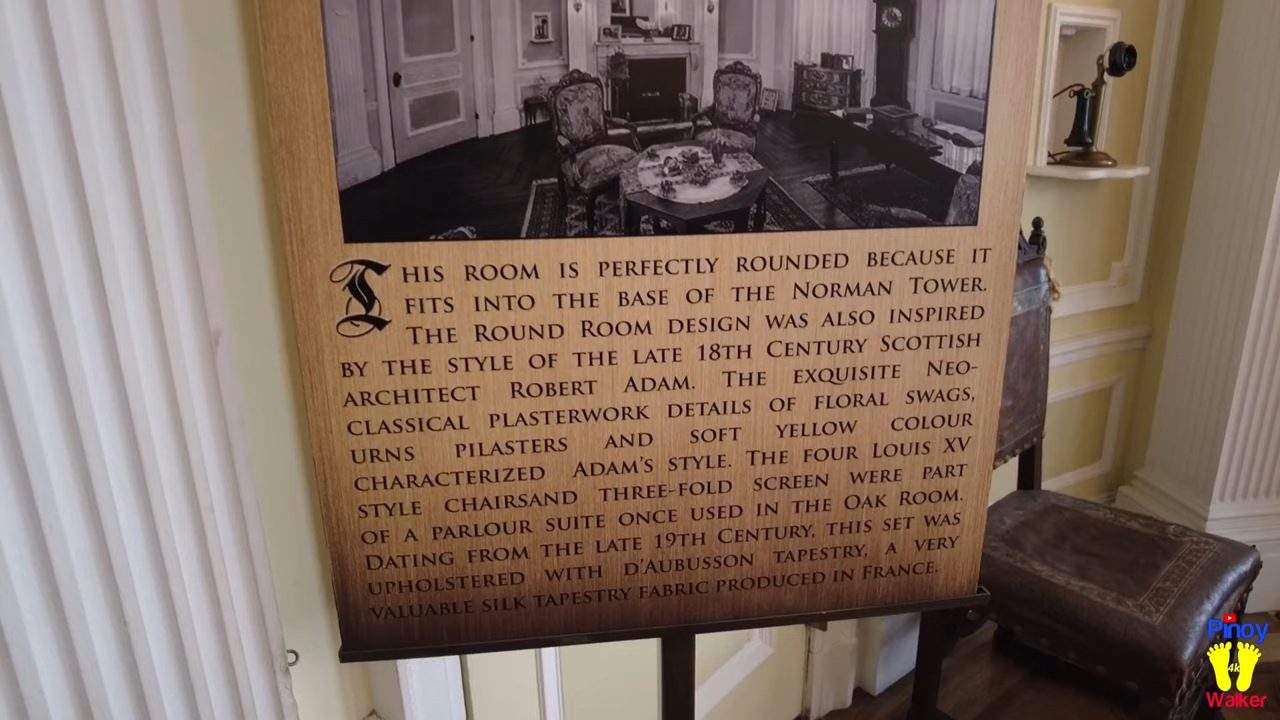 THIS ROOM IS PERFECTLY ROUNDED BECAUSE IT
FITS INTO THE BASE OF THE NORMAN TOWER.
THE ROUND ROOM DESIGN WAS ALSO INSPIRED
BY THE STYLE OF THE LATE 18TH CENTURY SCOTTISH
ARCHITECT ROBERT ADAM. THE EXQUISITE NEO-
CLASSICAL PLASTERWORK DETAILS OF FLORAL SWAGS,
URNS PILASTERS AND SOFT YELLOW COLOUR
CHARACTERIZED ADAM'S STYLE. THE FOUR LOUIS XV
STYLE CHAIRSAND THREE-FOLD SCREEN WERE PART
OF A PARLOUR SUITE ONCE USED IN THE OAK ROOM.
DATING FROM THE LATE 19TH CENTURY, THIS SET WAS
UPHOLSTERED WITH D'AUBUSSON TAPESTRY, A VERY
VALUABLE SILK TAPESTRY FABRIC PRODUCED IN FRANCE.
Pinoy
4K
Walker